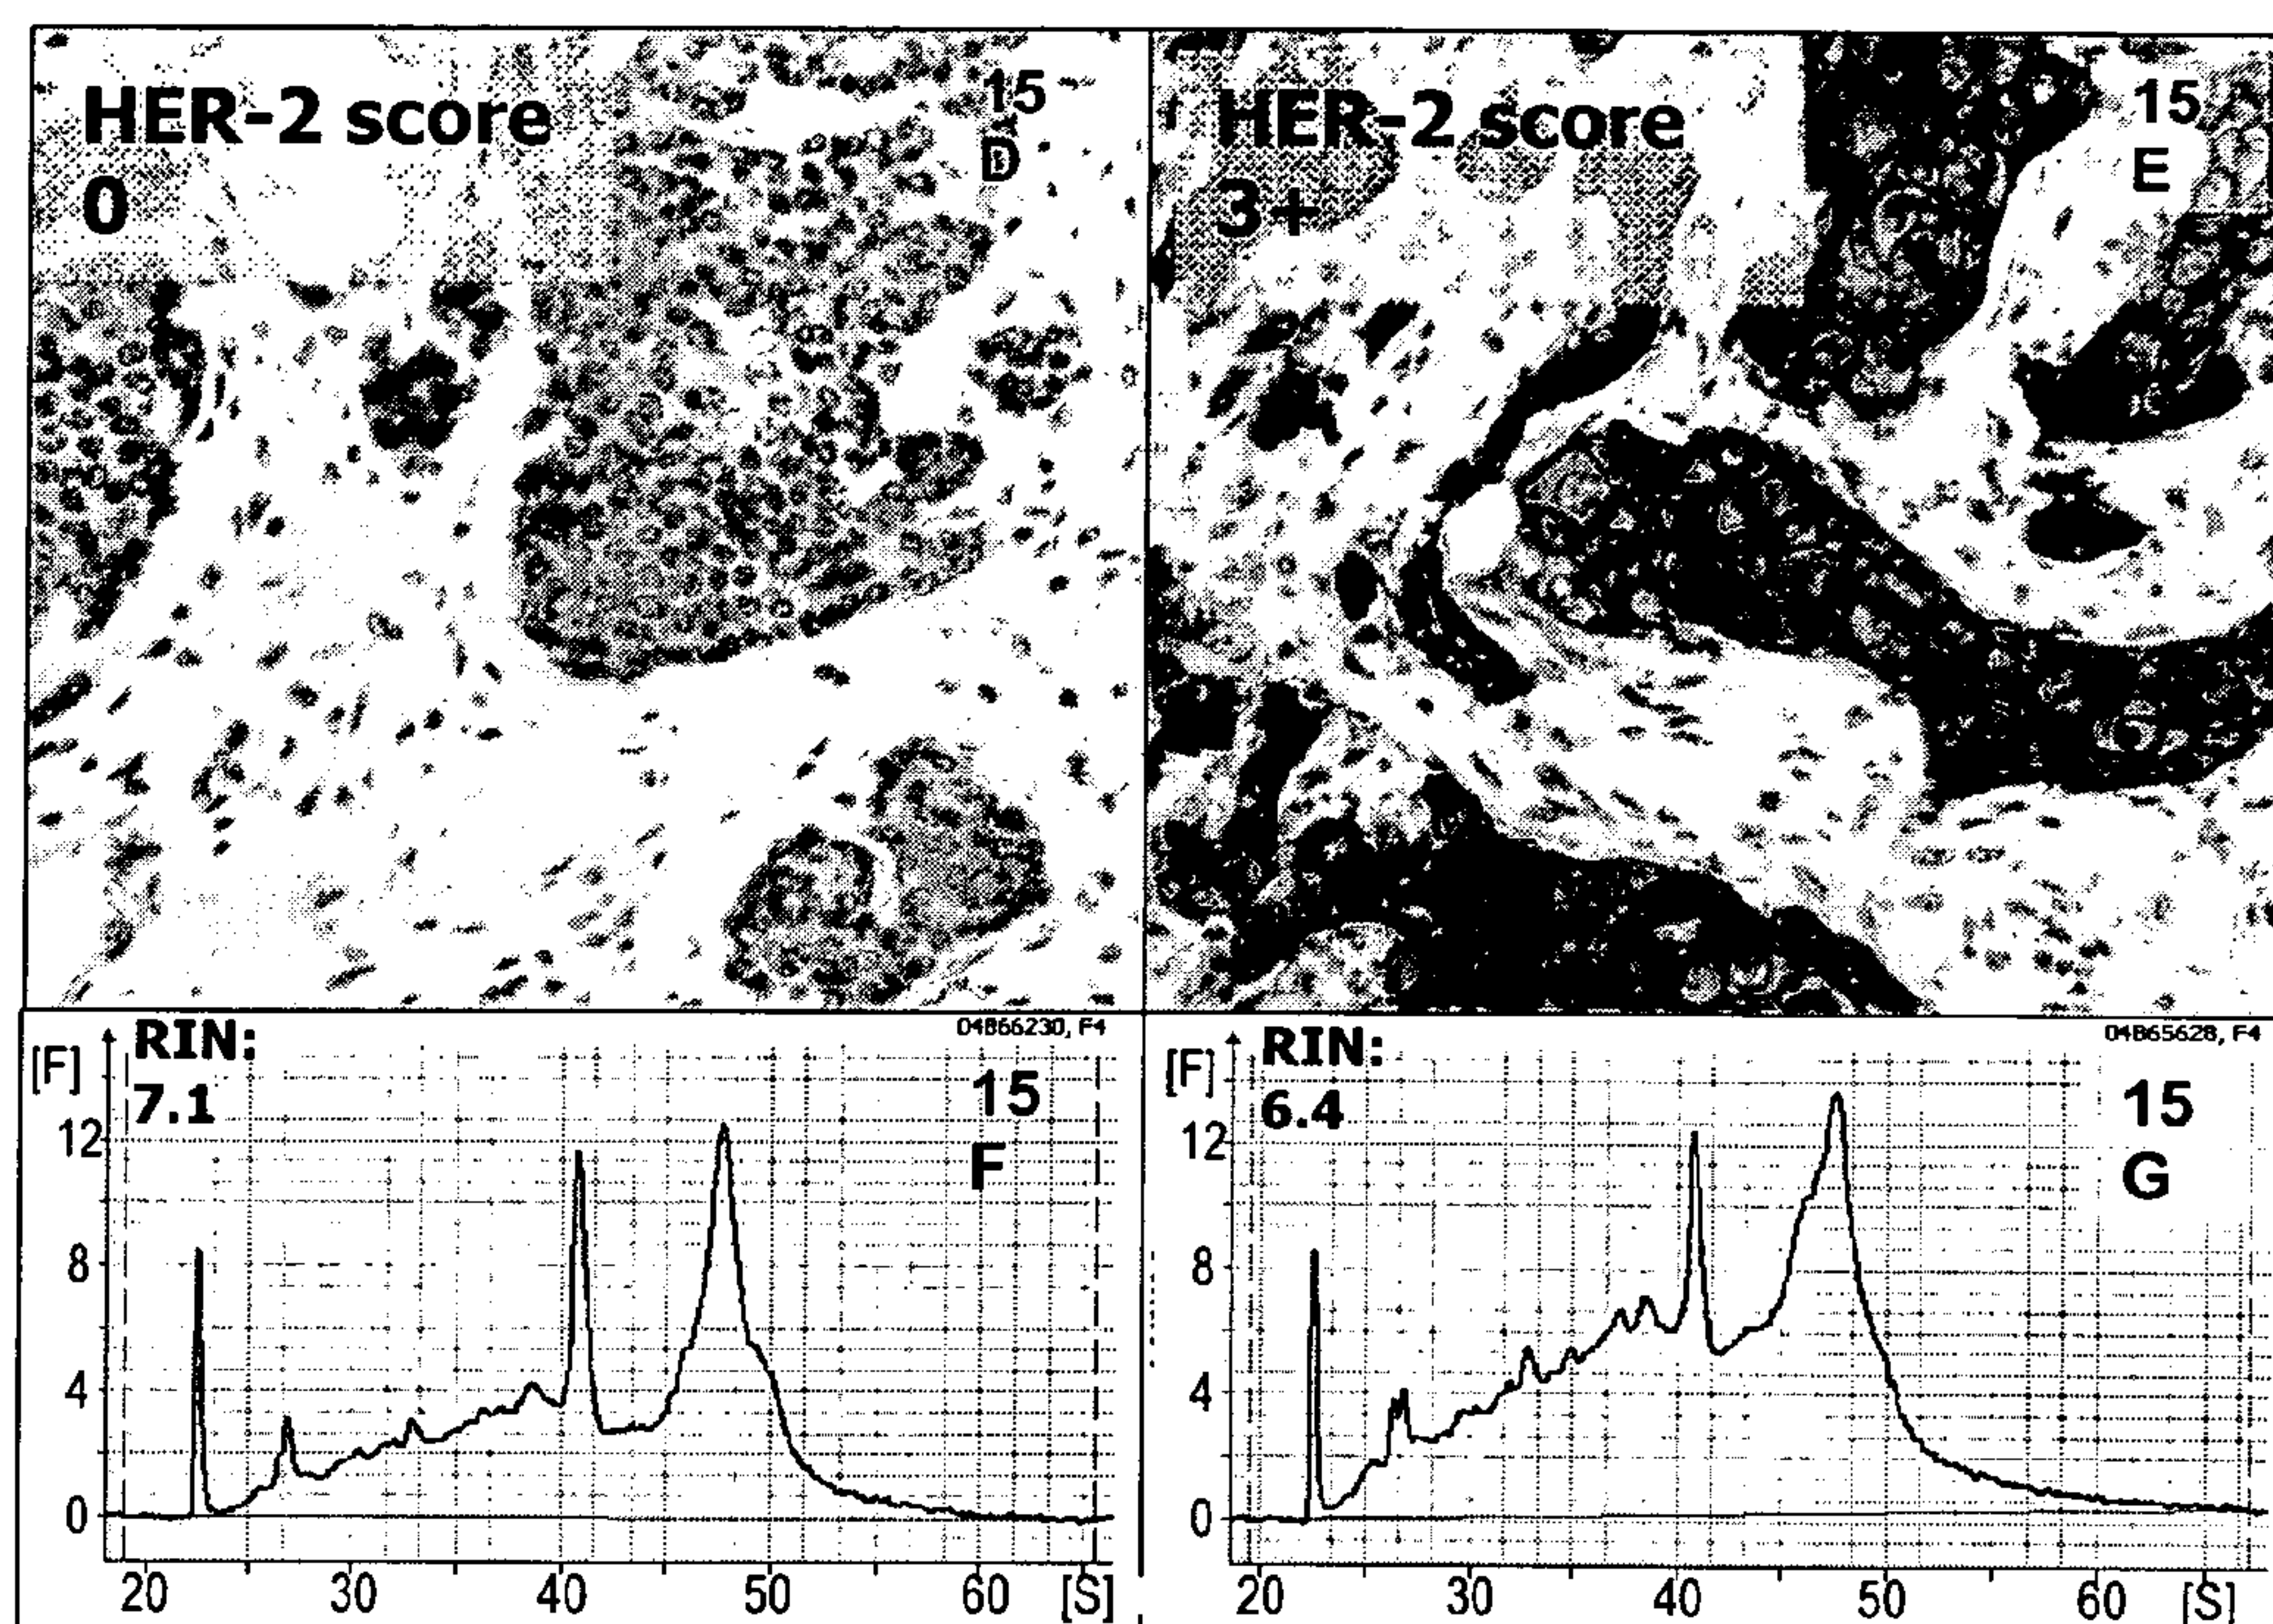 HER-2 score
0
15
D
HER-2 score
3+
15
E
RIN:
7.1
04B66230, F4
15
F
[F]
12
8
4
0
20 30 40 50 60 [S]
RIN:
6.4
04B65628, F4
15
G
[F]
12
8
4
0
20 30 40 50 60 [S]